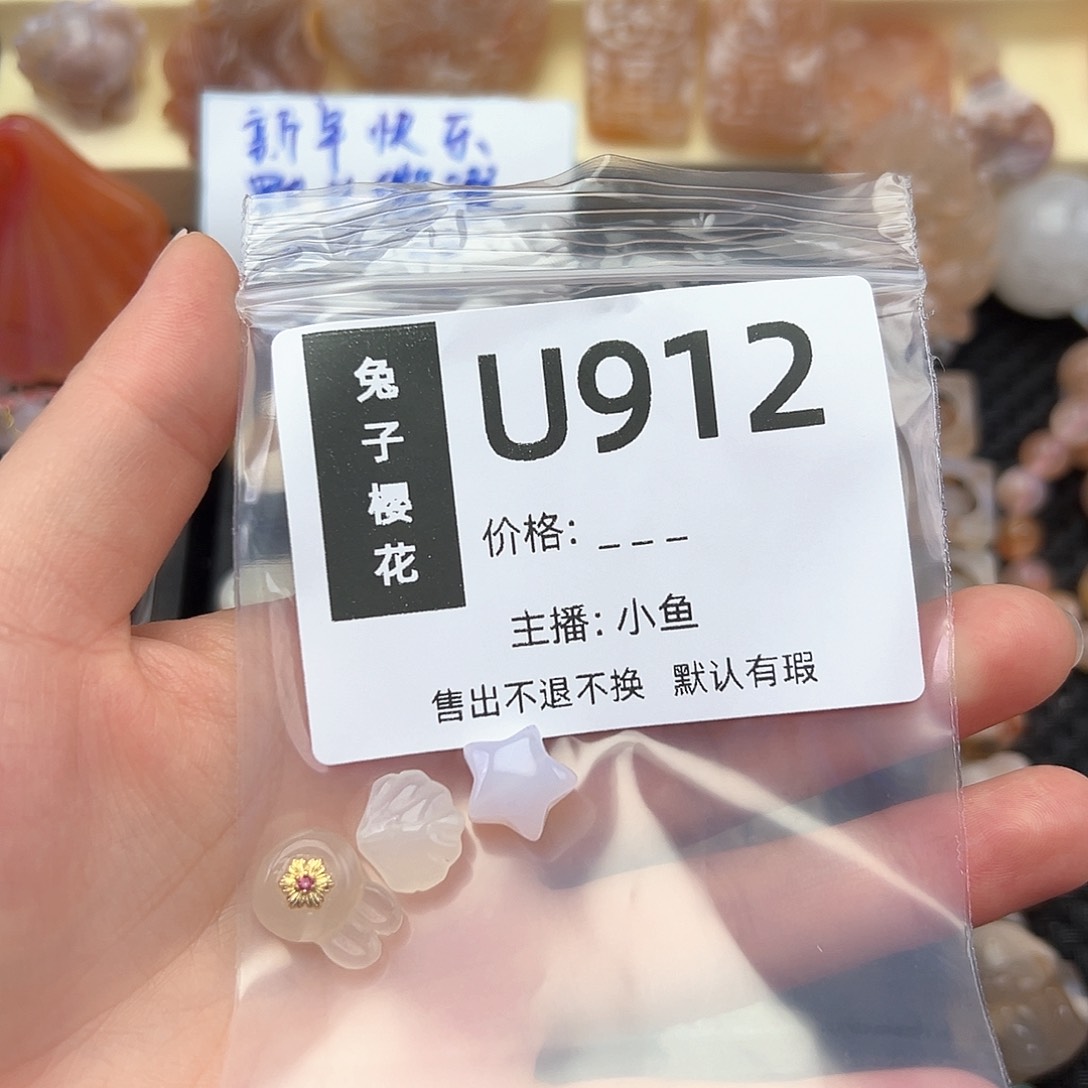 新年快乐
兔子樱花
U912
价格: _ _ _
主播: 小鱼
售出不退不换 默认有瑕